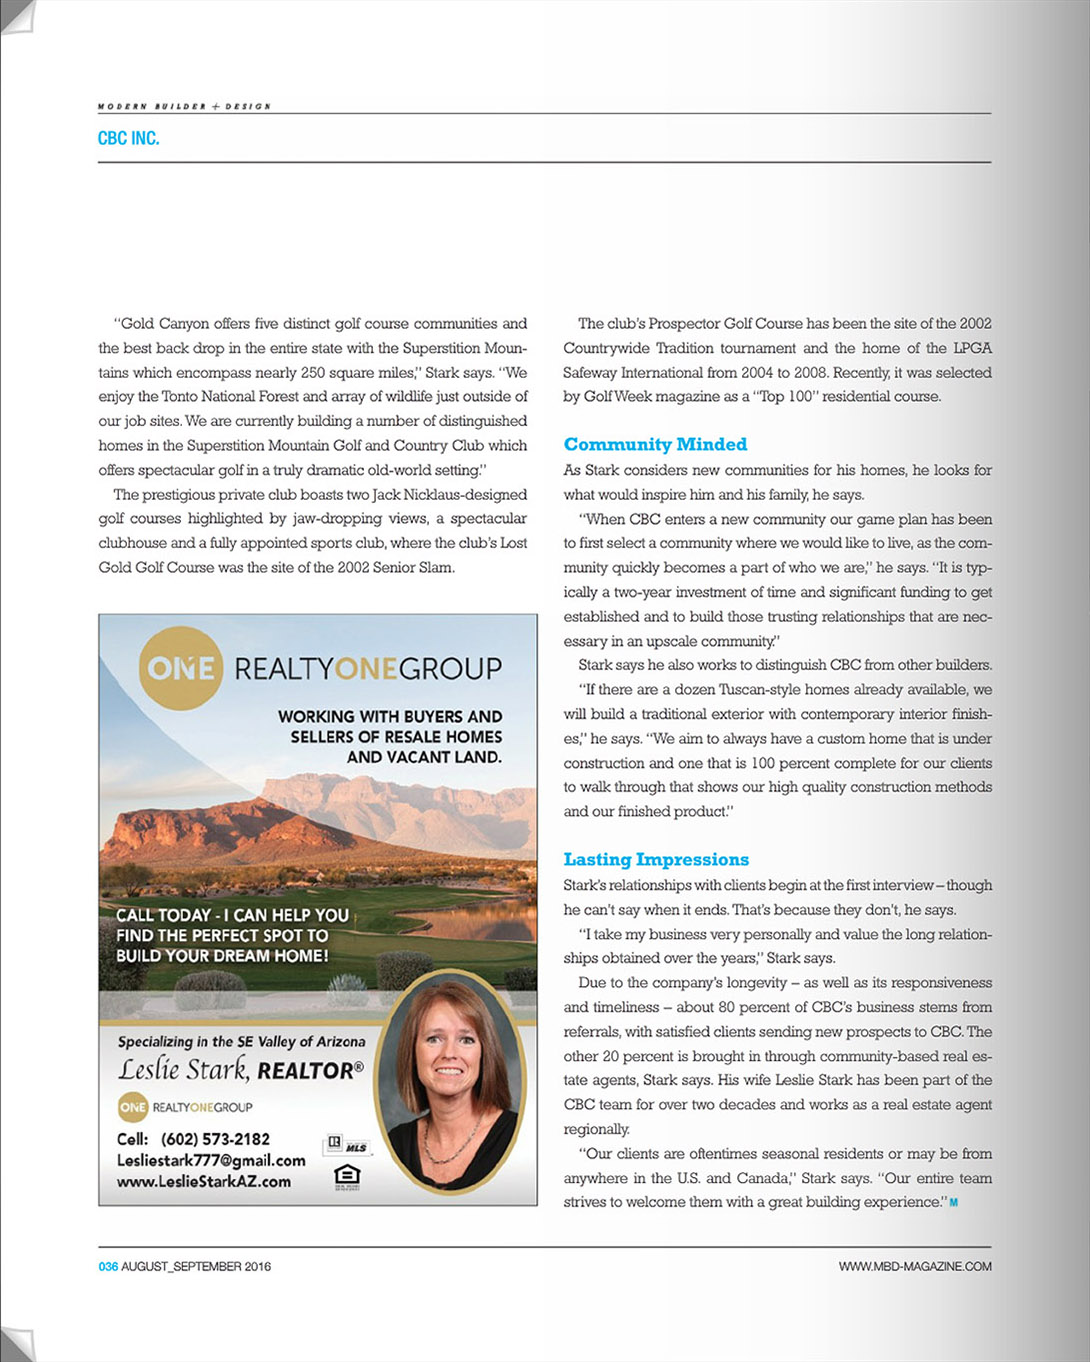 MODERN BUILDER + DESIGN
CBC INC.
“Gold Canyon offers five distinct golf course communities and
the best back drop in the entire state with the Superstition Moun-
tains which encompass nearly 250 square miles,” Stark says. “We
enjoy the Tonto National Forest and array of wildlife just outside of
our job sites. We are currently building a number of distinguished
homes in the Superstition Mountain Golf and Country Club which
offers spectacular golf in a truly dramatic old-world setting.”
The prestigious private club boasts two Jack Nicklaus-designed
golf courses highlighted by jaw-dropping views, a spectacular
clubhouse and a fully appointed sports club, where the club’s Lost
Gold Golf Course was the site of the 2002 Senior Slam.
ONE REALTYONEGROUP
WORKING WITH BUYERS AND
SELLERS OF RESALE HOMES
AND VACANT LAND.
CALL TODAY - I CAN HELP YOU
FIND THE PERFECT SPOT TO
BUILD YOUR DREAM HOME!
Specializing in the SE Valley of Arizona
Leslie Stark, REALTOR®
ONE REALTYONEGROUP
Cell: (602) 573-2182
Lesliestark777@gmail.com
www.LeslieStarkAZ.com
MLS
The club’s Prospector Golf Course has been the site of the 2002
Countrywide Tradition tournament and the home of the LPGA
Safeway International from 2004 to 2008. Recently, it was selected
by Golf Week magazine as a “Top 100” residential course.
Community Minded
As Stark considers new communities for his homes, he looks for
what would inspire him and his family, he says.
“When CBC enters a new community our game plan has been
to first select a community where we would like to live, as the com-
munity quickly becomes a part of who we are,” he says. “It is typ-
ically a two-year investment of time and significant funding to get
established and to build those trusting relationships that are nec-
essary in an upscale community.”
Stark says he also works to distinguish CBC from other builders.
“If there are a dozen Tuscan-style homes already available, we
will build a traditional exterior with contemporary interior finish-
es,” he says. “We aim to always have a custom home that is under
construction and one that is 100 percent complete for our clients
to walk through that shows our high quality construction methods
and our finished product.”
Lasting Impressions
Stark’s relationships with clients begin at the first interview – though
he can’t say when it ends. That’s because they don’t, he says.
“I take my business very personally and value the long relation-
ships obtained over the years,” Stark says.
Due to the company’s longevity – as well as its responsiveness
and timeliness – about 80 percent of CBC’s business stems from
referrals, with satisfied clients sending new prospects to CBC. The
other 20 percent is brought in through community-based real es-
tate agents, Stark says. His wife Leslie Stark has been part of the
CBC team for over two decades and works as a real estate agent
regionally.
“Our clients are oftentimes seasonal residents or may be from
anywhere in the U.S. and Canada,” Stark says. “Our entire team
strives to welcome them with a great building experience.” M
036 AUGUST_SEPTEMBER 2016
WWW.MBD-MAGAZINE.COM